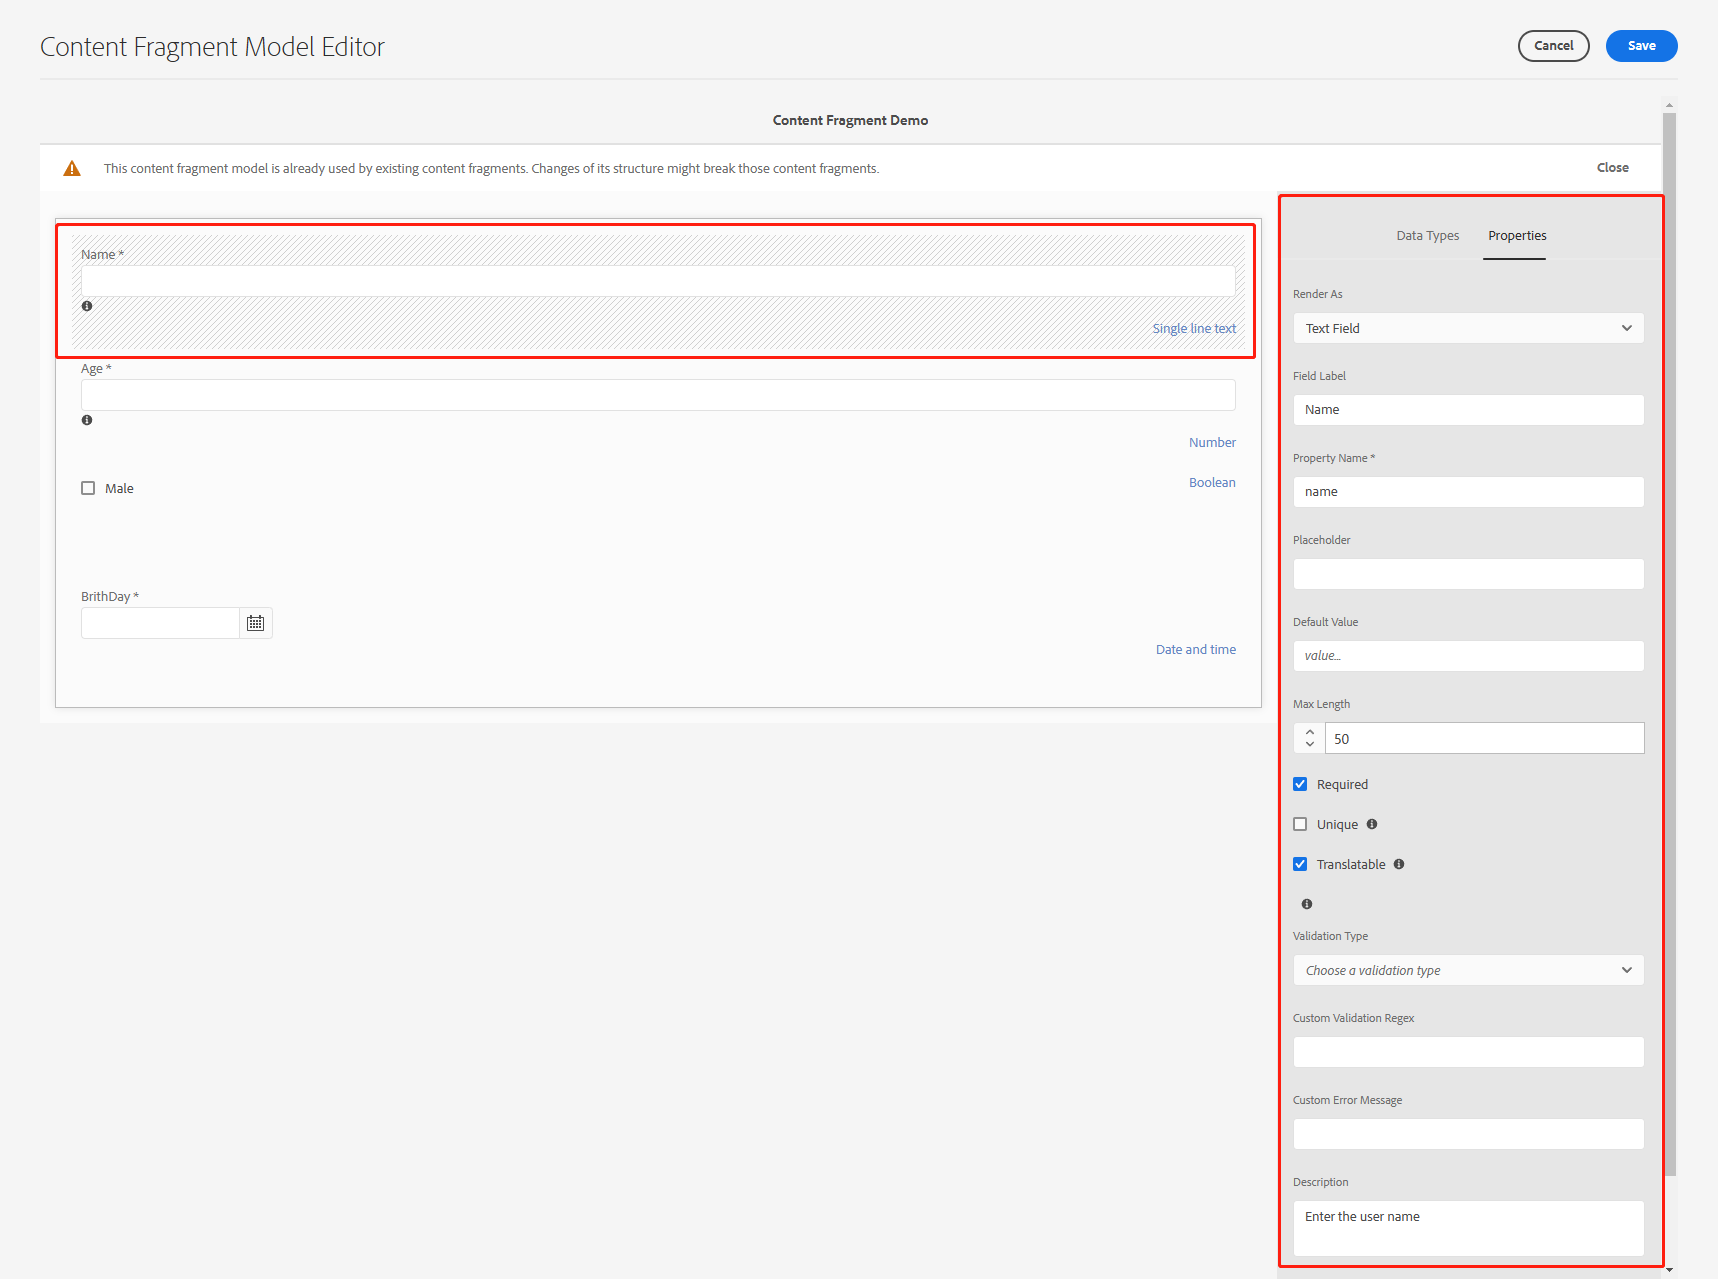 Content Fragment Model Editor
Cancel
Save
Content Fragment Demo
This content fragment model is already used by existing content fragments. Changes of its structure might break those content fragments.
Close
Name *
Single line text
Age *
Number
Male
Boolean
BrithDay *
Date and time
Data Types
Properties
Render As
Text Field
Field Label
Name
Property Name *
name
Placeholder
Default Value
value...
Max Length
50
Required
Unique
Translatable
Validation Type
Choose a validation type
Custom Validation Regex
Custom Error Message
Description
Enter the user name